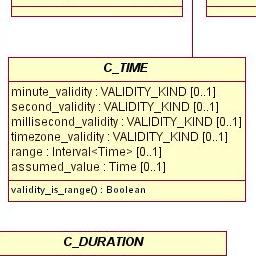 C_TIME
minute_validity : VALIDITY_KIND [0..1]
second_validity : VALIDITY_KIND [0..1]
millisecond_validity : VALIDITY_KIND [0..1]
timezone_validity : VALIDITY_KIND [0..1]
range : Interval<Time> [0..1]
assumed_value : Time [0..1]
validity_is_range() : Boolean
C_DURATION